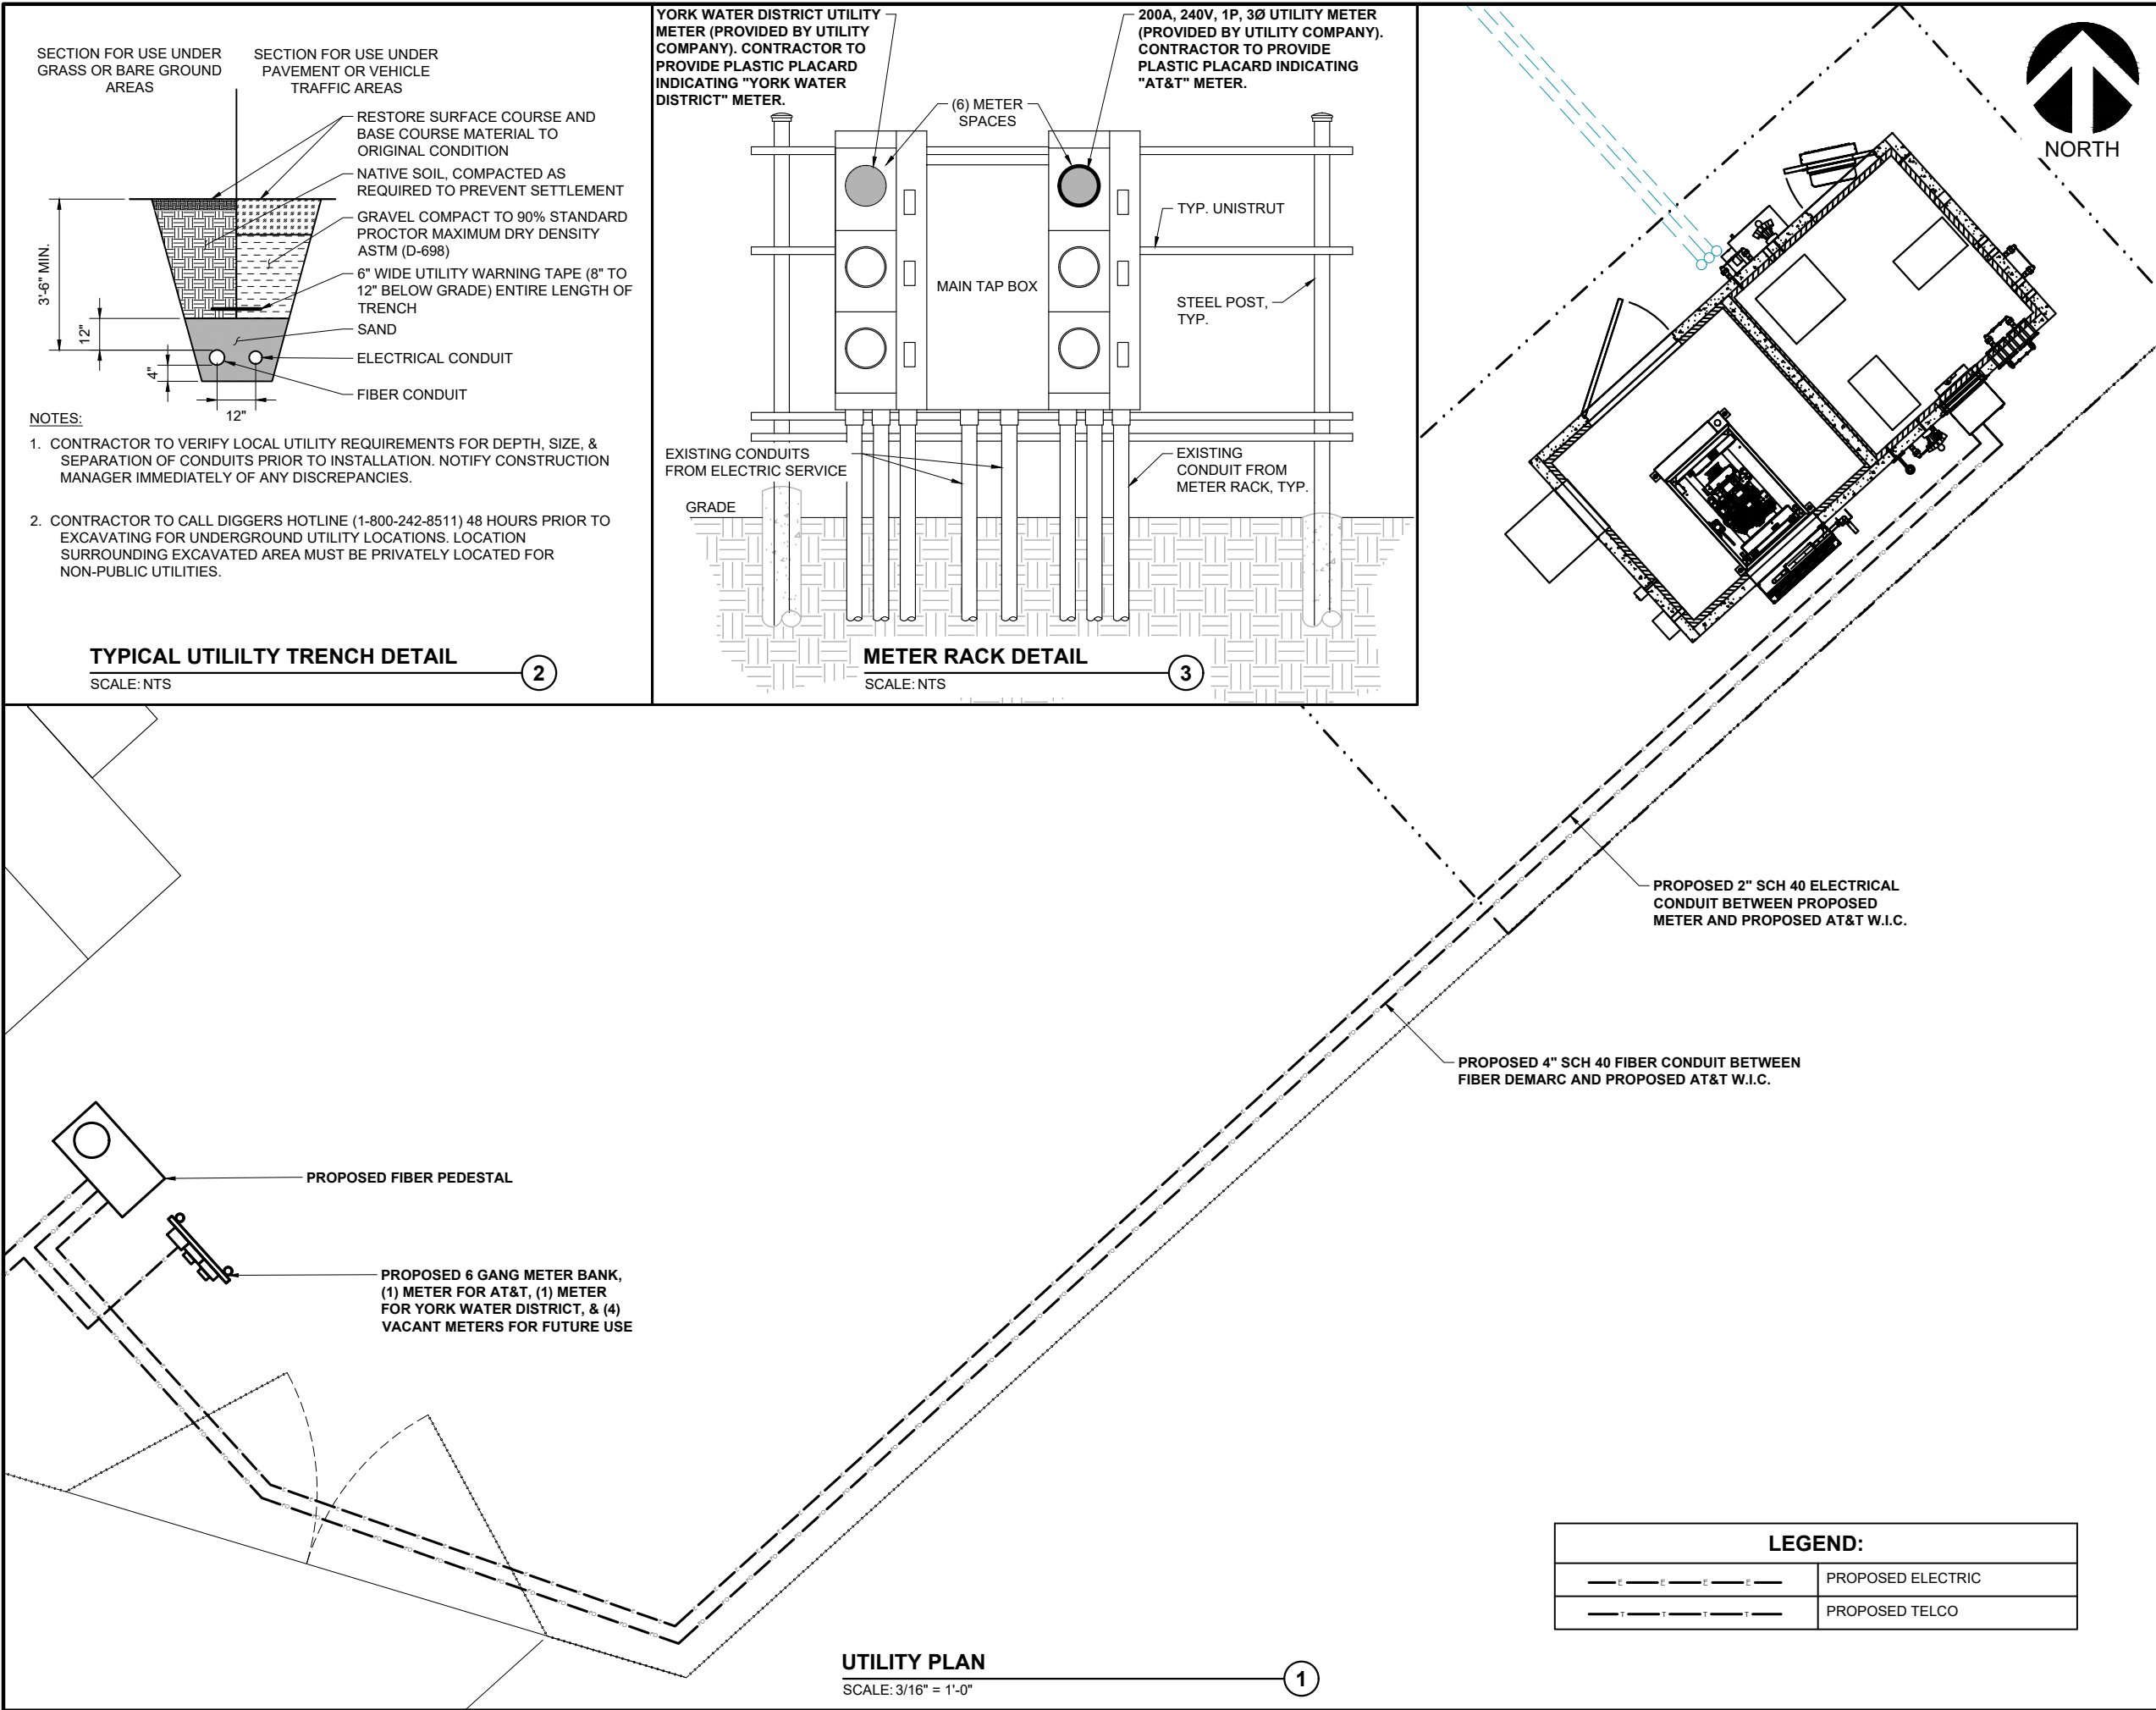 SECTION FOR USE UNDER
GRASS OR BARE GROUND
AREAS
SECTION FOR USE UNDER
PAVEMENT OR VEHICLE
TRAFFIC AREAS
RESTORE SURFACE COURSE AND
BASE COURSE MATERIAL TO
ORIGINAL CONDITION
NATIVE SOIL, COMPACTED AS
REQUIRED TO PREVENT SETTLEMENT
GRAVEL COMPACT TO 90% STANDARD
PROCTOR MAXIMUM DRY DENSITY
ASTM (D-698)
6" WIDE UTILITY WARNING TAPE (8" TO
12" BELOW GRADE) ENTIRE LENGTH OF
TRENCH
SAND
ELECTRICAL CONDUIT
FIBER CONDUIT
3'-6" MIN.
12"
4"
12"
NOTES:
1. CONTRACTOR TO VERIFY LOCAL UTILITY REQUIREMENTS FOR DEPTH, SIZE, &
SEPARATION OF CONDUITS PRIOR TO INSTALLATION. NOTIFY CONSTRUCTION
MANAGER IMMEDIATELY OF ANY DISCREPANCIES.
2. CONTRACTOR TO CALL DIGGERS HOTLINE (1-800-242-8511) 48 HOURS PRIOR TO
EXCAVATING FOR UNDERGROUND UTILITY LOCATIONS. LOCATION
SURROUNDING EXCAVATED AREA MUST BE PRIVATELY LOCATED FOR
NON-PUBLIC UTILITIES.
TYPICAL UTILILTY TRENCH DETAIL
SCALE: NTS
2
YORK WATER DISTRICT UTILITY
METER (PROVIDED BY UTILITY
COMPANY). CONTRACTOR TO
PROVIDE PLASTIC PLACARD
INDICATING "YORK WATER
DISTRICT" METER.
200A, 240V, 1P, 3Ø UTILITY METER
(PROVIDED BY UTILITY COMPANY).
CONTRACTOR TO PROVIDE
PLASTIC PLACARD INDICATING
"AT&T" METER.
(6) METER
SPACES
TYP. UNISTRUT
MAIN TAP BOX
STEEL POST,
TYP.
EXISTING CONDUITS
FROM ELECTRIC SERVICE
EXISTING
CONDUIT FROM
METER RACK, TYP.
GRADE
METER RACK DETAIL
SCALE: NTS
3
NORTH
PROPOSED 2" SCH 40 ELECTRICAL
CONDUIT BETWEEN PROPOSED
METER AND PROPOSED AT&T W.I.C.
PROPOSED 4" SCH 40 FIBER CONDUIT BETWEEN
FIBER DEMARC AND PROPOSED AT&T W.I.C.
PROPOSED FIBER PEDESTAL
PROPOSED 6 GANG METER BANK,
(1) METER FOR AT&T, (1) METER
FOR YORK WATER DISTRICT, & (4)
VACANT METERS FOR FUTURE USE
LEGEND:
E E E E PROPOSED ELECTRIC
T T T T PROPOSED TELCO
UTILITY PLAN
SCALE: 3/16" = 1'-0"
1